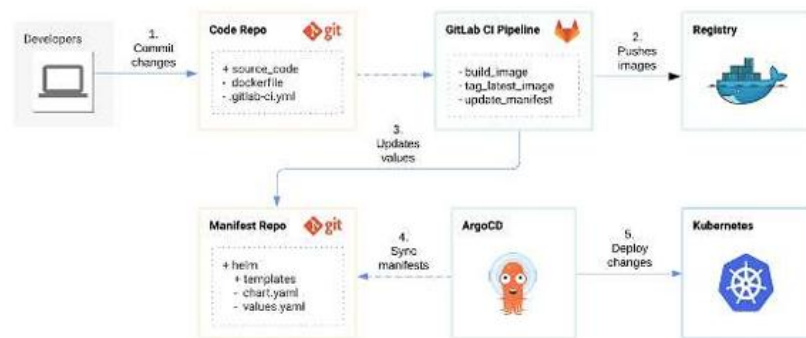 Developers
1.
Commit
changes
Code Repo
git
+ source_code
- dockerfile
- .gitlab-ci.yml
GitLab CI Pipeline
- build_image
- tag_latest_image
- update_manifest
2.
Pushes
images
Registry
3.
Updates
values
Manifest Repo
git
+ helm
+ templates
- chart.yaml
- values.yaml
4.
Sync
manifests
ArgoCD
5.
Deploy
changes
Kubernetes